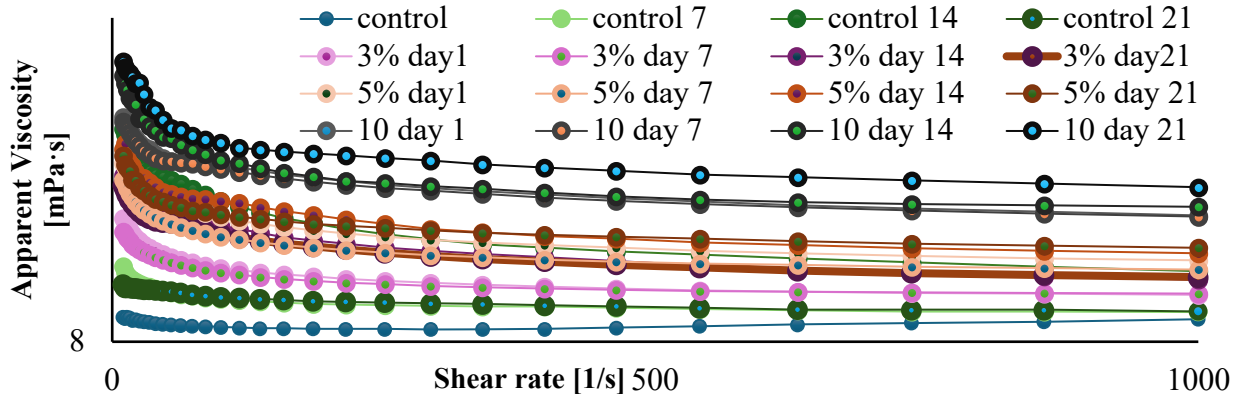 control control 7 control 14 control 21
3% day1 3% day 7 3% day 14 3% day21
5% day1 5% day 7 5% day 14 5% day 21
10 day 1 10 day 7 10 day 14 10 day 21
Apparent Viscosity
[mPa·s]
8
0 500 1000
Shear rate [1/s]